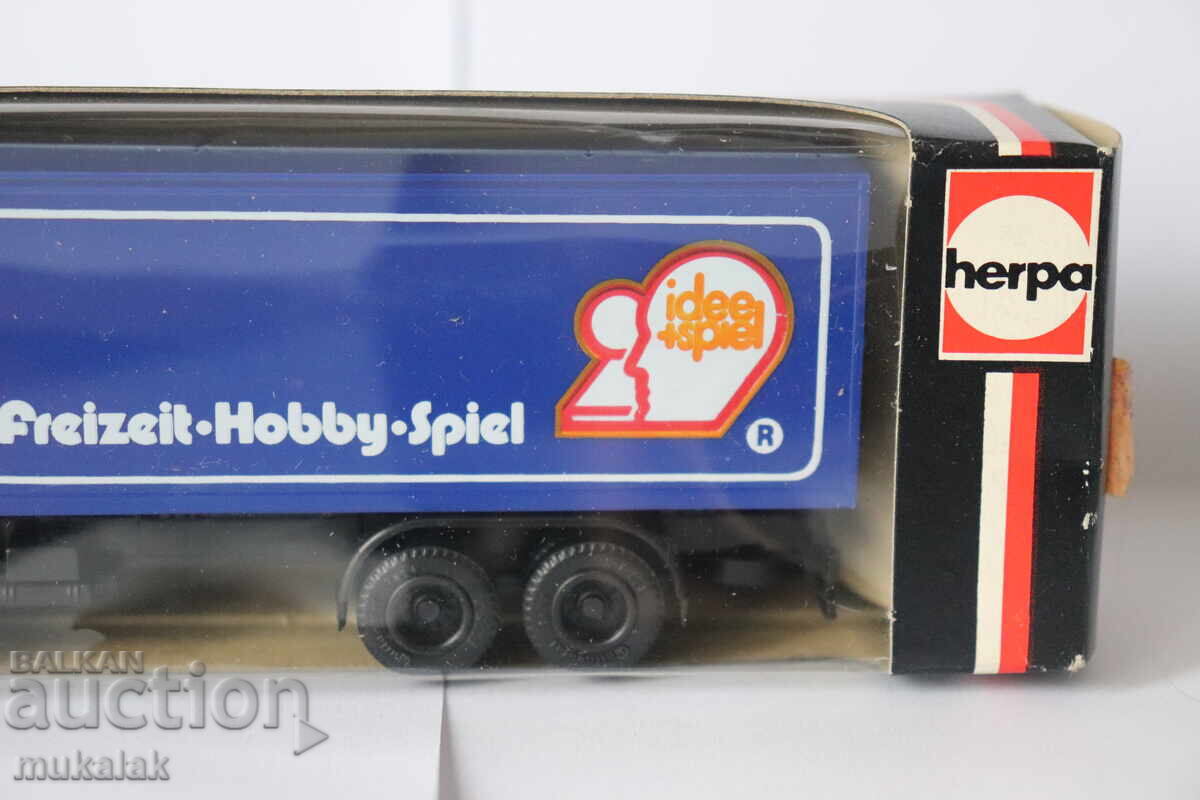 herpa
idee
+spiel
Freizeit•Hobby•Spiel
®
BALKAN
auction
mukalak